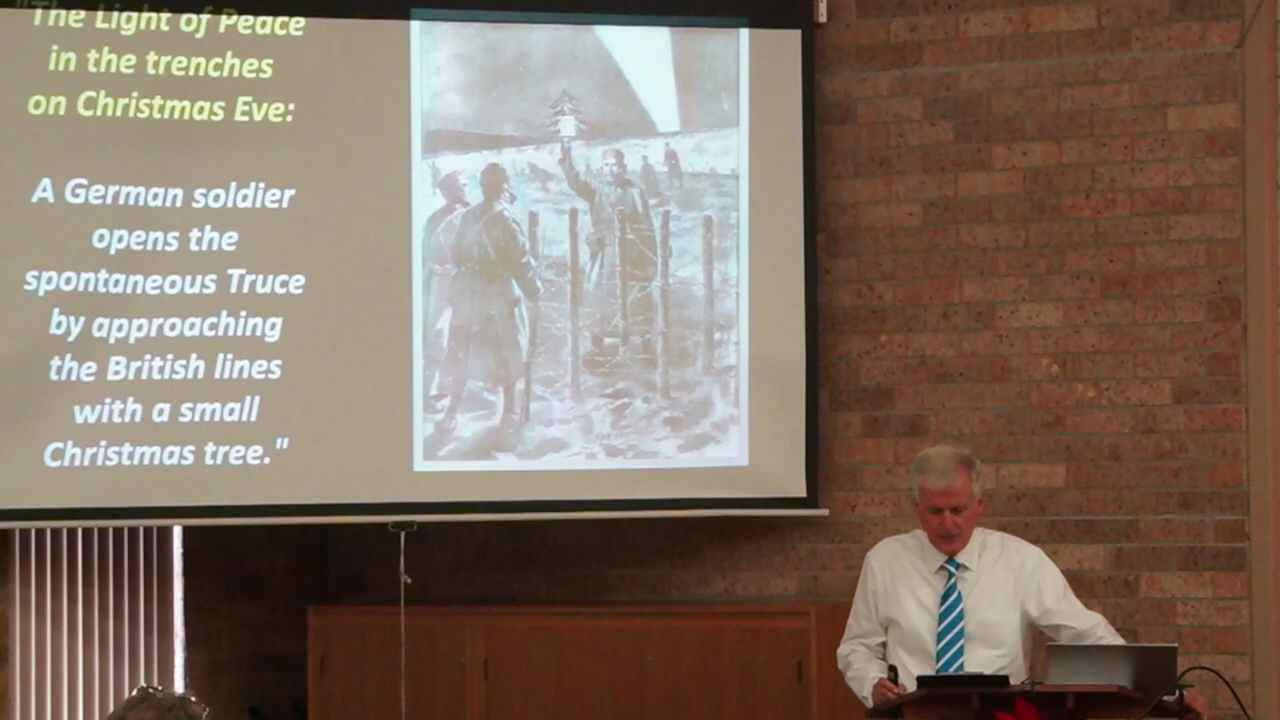 "The Light of Peace
in the trenches
on Christmas Eve:
A German soldier
opens the
spontaneous Truce
by approaching
the British lines
with a small
Christmas tree."